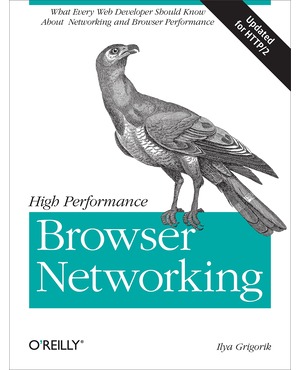 What Every Web Developer Should Know
About Networking and Browser Performance
Updated
for HTTP/2
High Performance
Browser
Networking
O'REILLY®
Ilya Grigorik